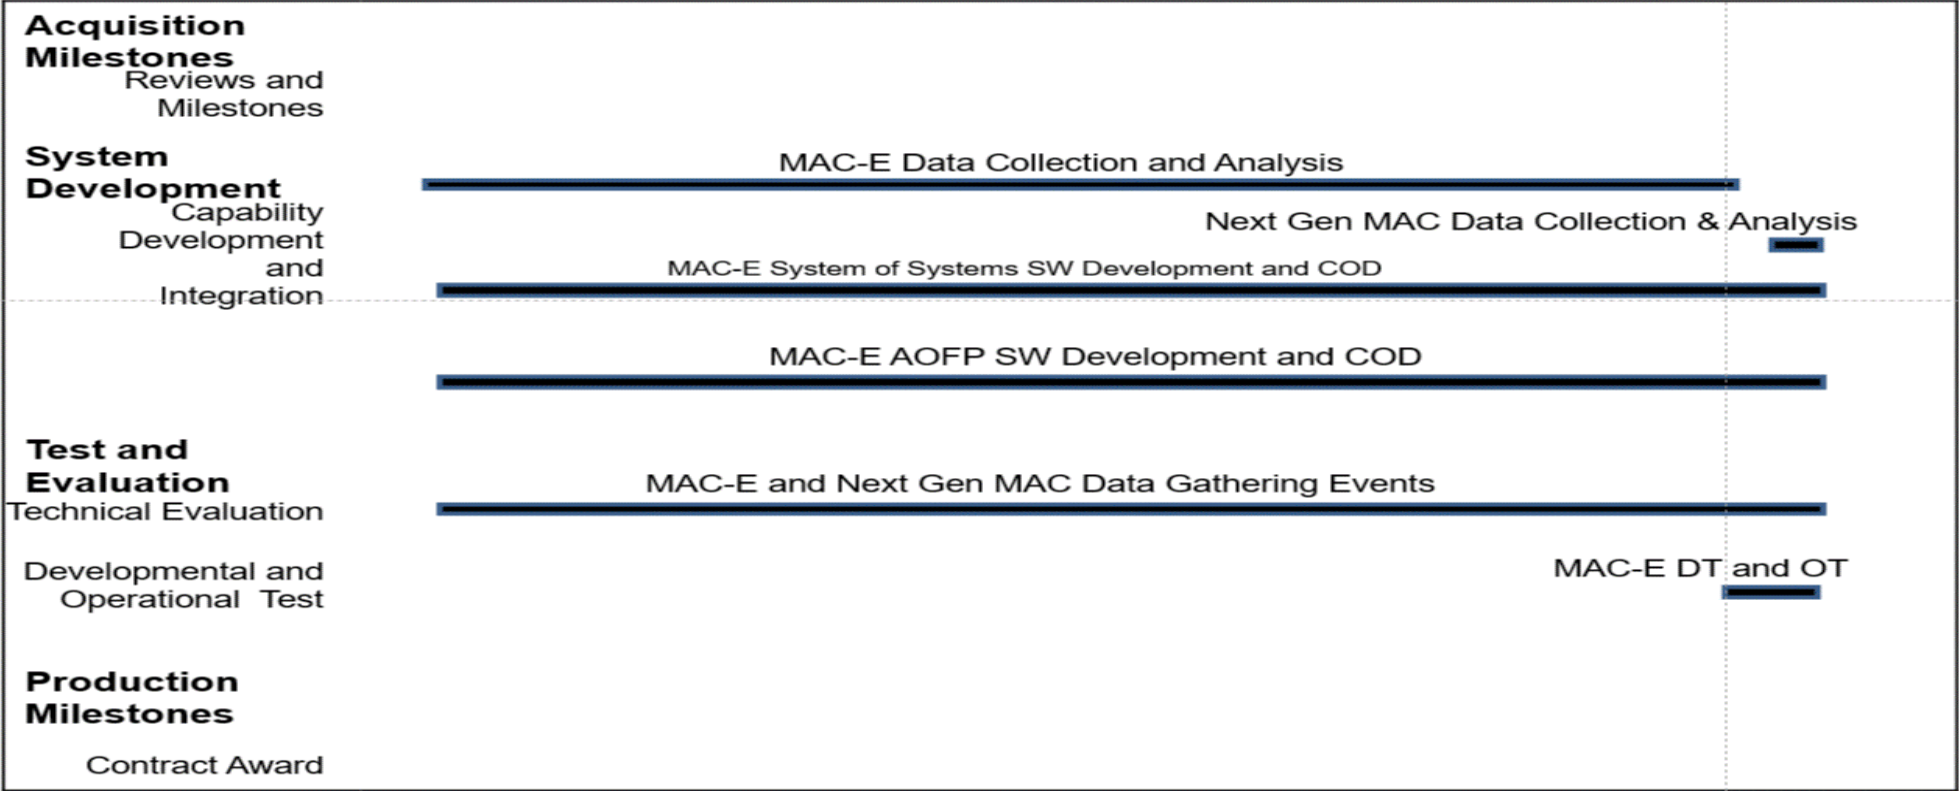 Acquisition
Milestones
Reviews and
Milestones
System
Development
MAC-E Data Collection and Analysis
Capability
Development
and
Integration
Next Gen MAC Data Collection & Analysis
MAC-E System of Systems SW Development and COD
MAC-E AOFP SW Development and COD
Test and
Evaluation
Technical Evaluation
MAC-E and Next Gen MAC Data Gathering Events
Developmental and
Operational  Test
MAC-E DT and OT
Production
Milestones
Contract Award